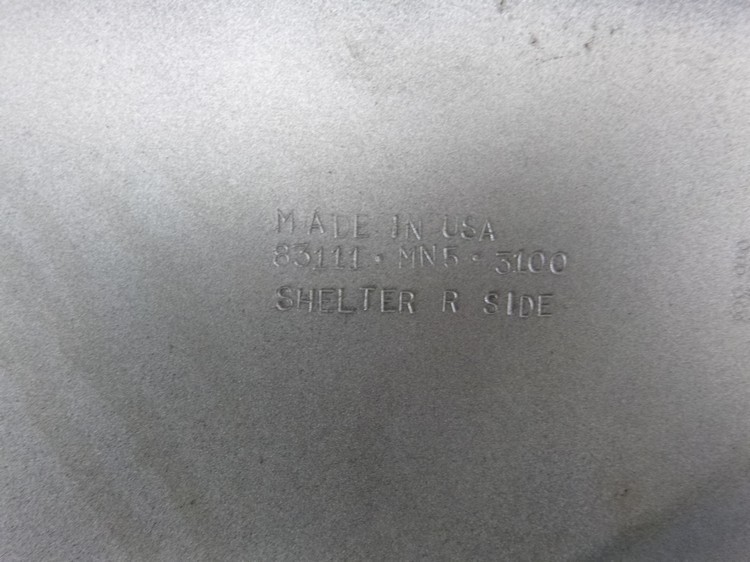 MADE IN USA
83111 · MN5 · 3100
SHELTER R SIDE